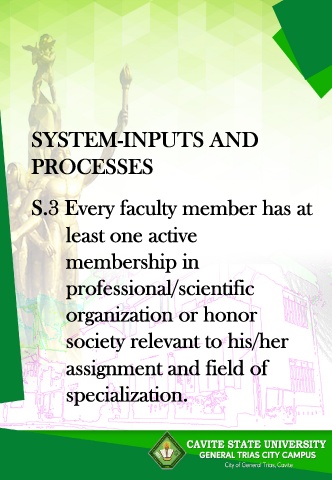 SYSTEM-INPUTS AND
PROCESSES
S.3 Every faculty member has at
least one active
membership in
professional/scientific
organization or honor
society relevant to his/her
assignment and field of
specialization.
CAVITE STATE UNIVERSITY
GENERAL TRIAS CITY CAMPUS
City of General Trias, Cavite